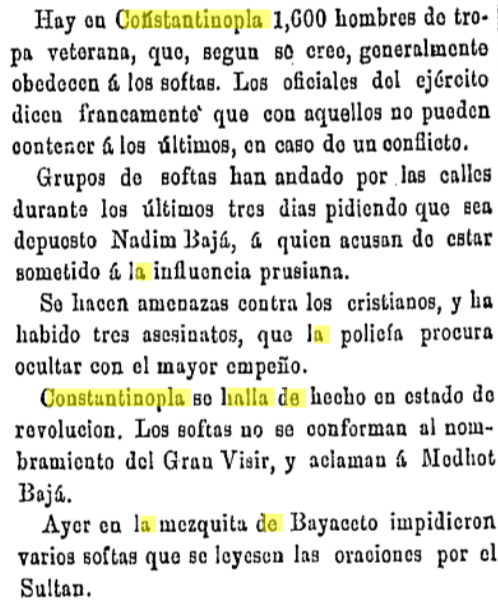 Hay en Constantinopla 1,600 hombres de tro-
pa veterana, que, segun se cree, generalmente
obedecen á los softas. Los oficiales del ejército
dicen francamente que con aquellos no pueden
contener á los últimos, en caso de un conflicto.
Grupos de softas han andado por las calles
durante los últimos tres dias pidiendo que sea
depuesto Nadim Bajá, á quien acusan de estar
sometido á la influencia prusiana.
Se hacen amenazas contra los cristianos, y ha
habido tres asesinatos, que la policía procura
ocultar con el mayor empeño.
Constantinopla se halla de hecho en estado de
revolucion. Los softas no se conforman al nom-
bramiento del Gran Visir, y aclaman á Medhot
Bajá.
Ayer en la mezquita de Bayaceto impidieron
varios softas que se leyesen las oraciones por el
Sultan.